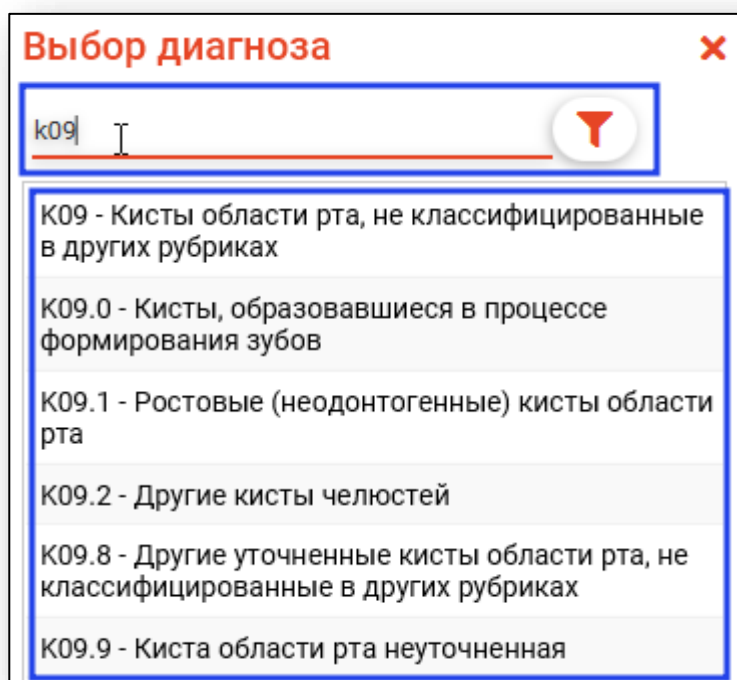 Выбор диагноза
k09
K09 - Кисты области рта, не классифицированные
в других рубриках
K09.0 - Кисты, образовавшиеся в процессе
формирования зубов
K09.1 - Ростовые (неодонтогенные) кисты области
рта
K09.2 - Другие кисты челюстей
K09.8 - Другие уточненные кисты области рта, не
классифицированные в других рубриках
K09.9 - Киста области рта неуточненная